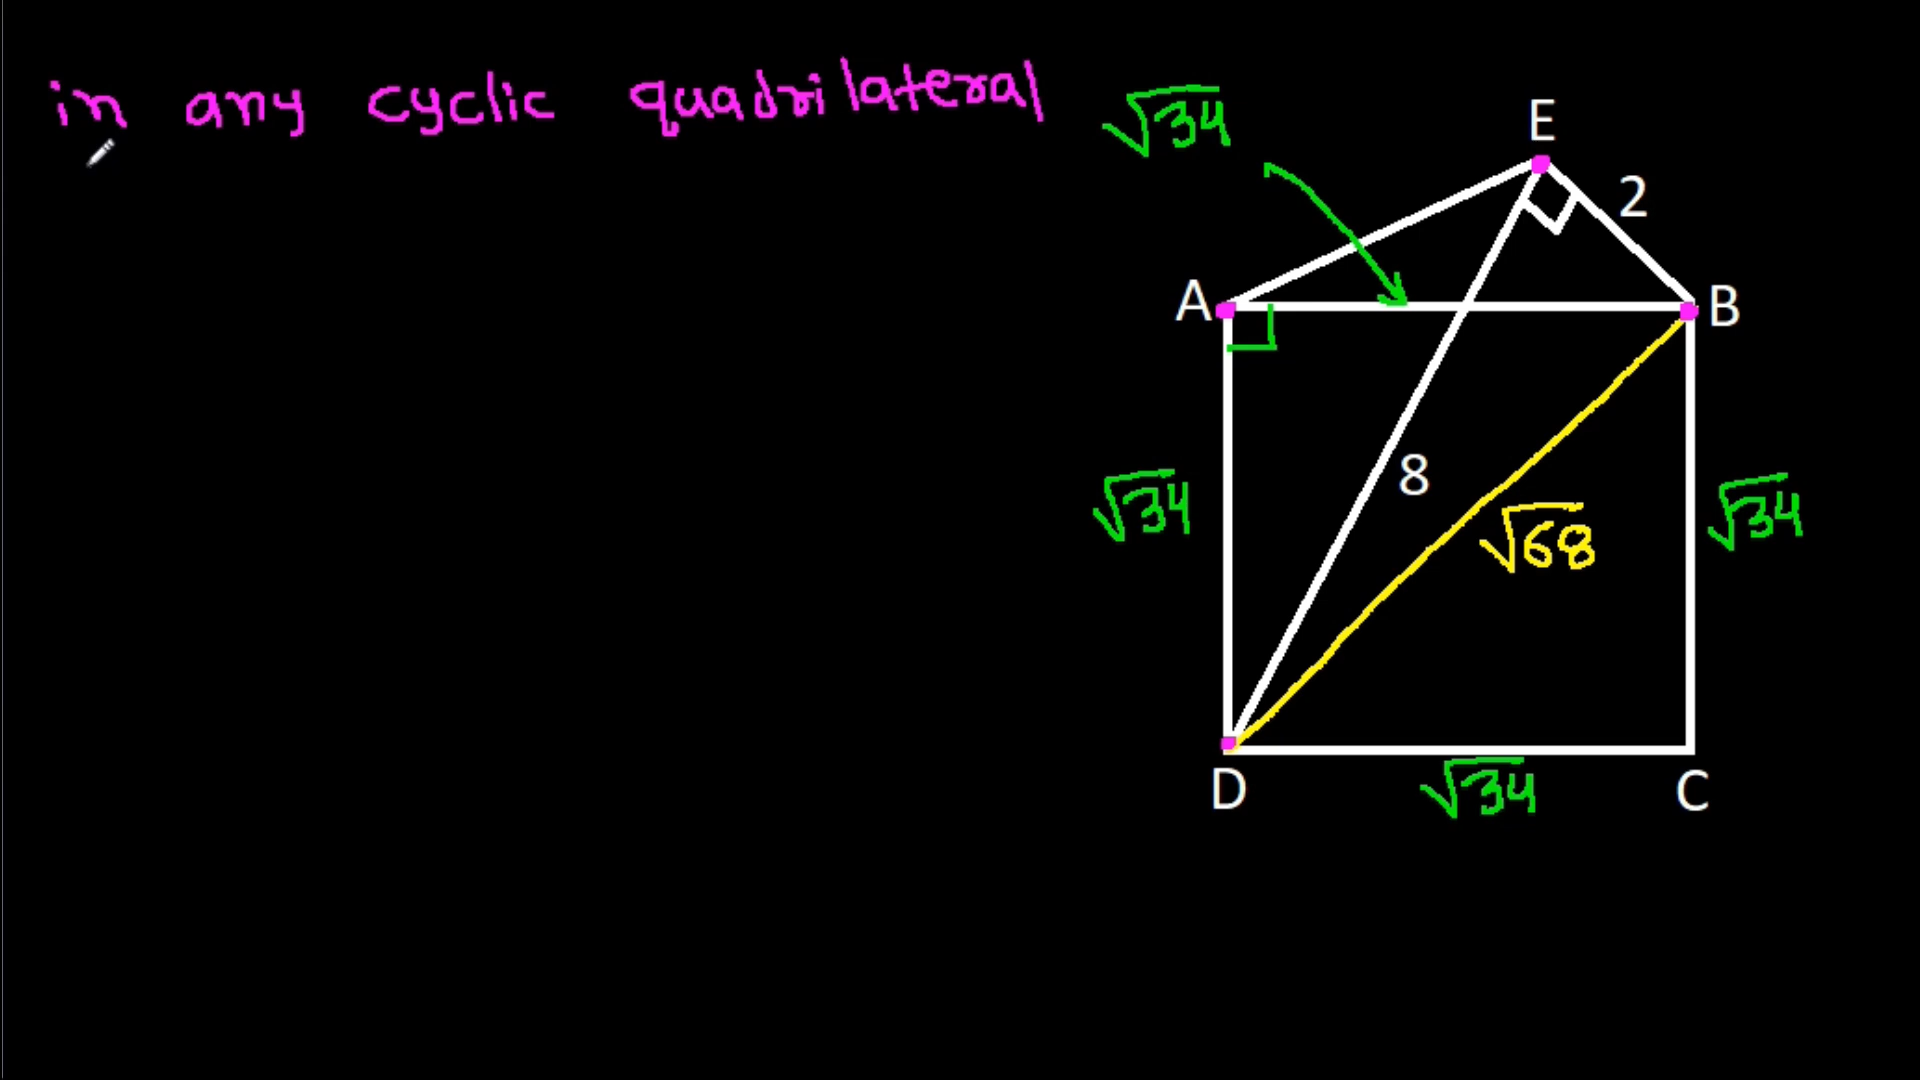 in any cyclic quadrilateral
√34
E
2
A
B
8
√34
√68
√34
D
√34
C